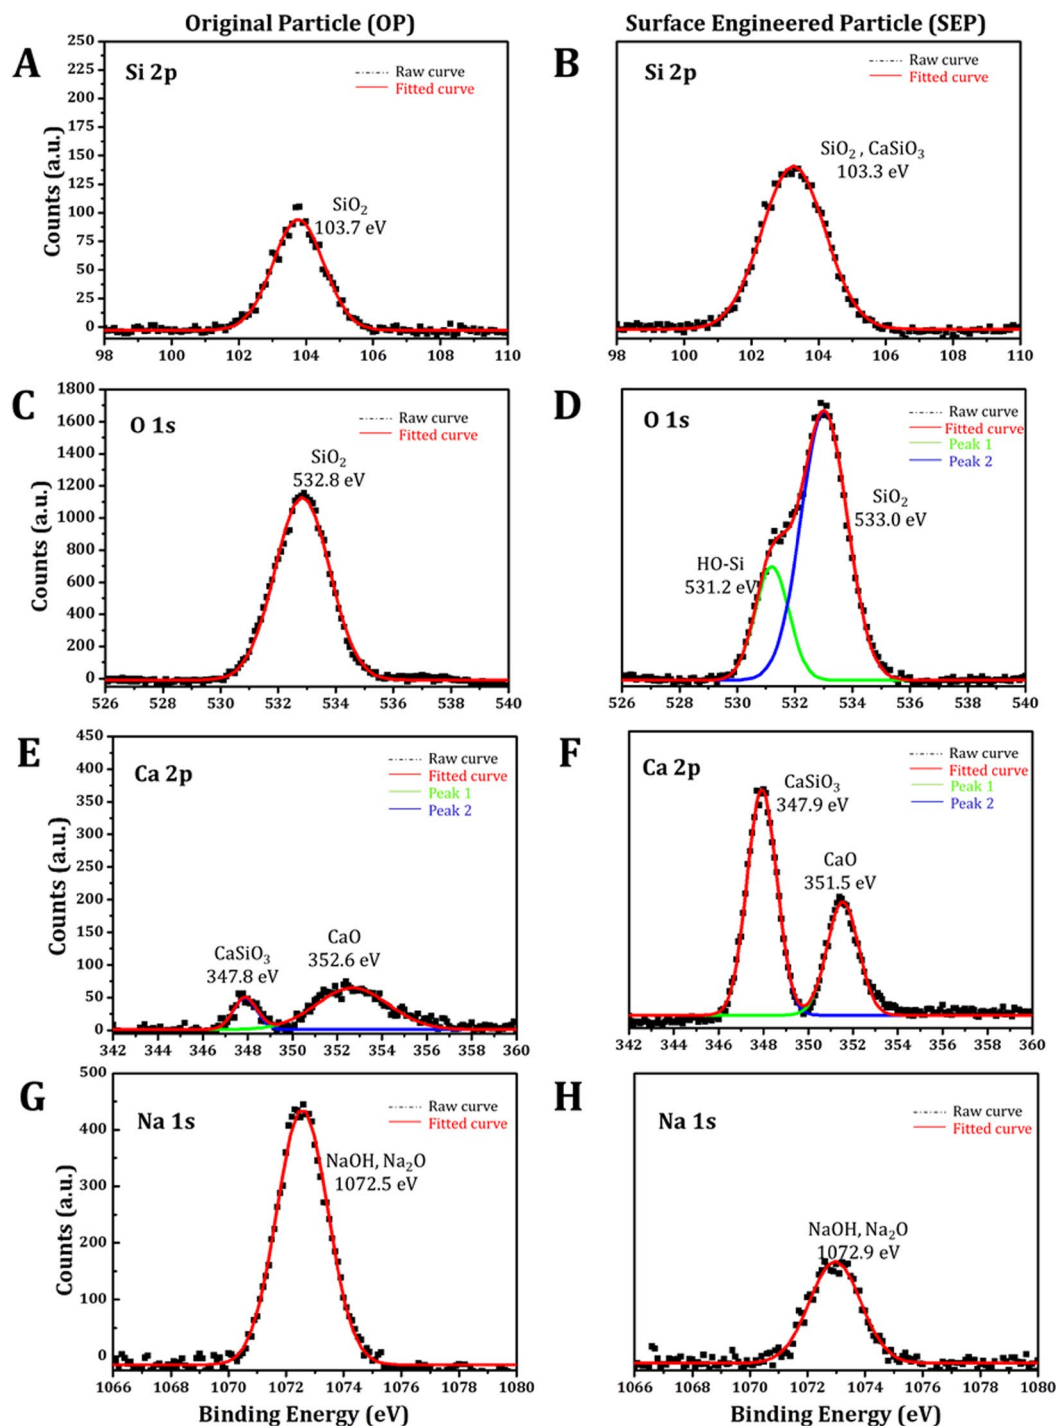 Original Particle (OP)
Surface Engineered Particle (SEP)
A
Si 2p
Raw curve
Fitted curve
SiO₂
103.7 eV
Counts (a.u.)
250
225
200
175
150
125
100
75
50
25
0
98 100 102 104 106 108 110
B
Si 2p
Raw curve
Fitted curve
SiO₂ , CaSiO₃
103.3 eV
98 100 102 104 106 108 110
C
O 1s
Raw curve
Fitted curve
SiO₂
532.8 eV
Counts (a.u.)
1800
1600
1400
1200
1000
800
600
400
200
0
526 528 530 532 534 536 538 540
D
O 1s
Raw curve
Fitted curve
Peak 1
Peak 2
SiO₂
533.0 eV
HO-Si
531.2 eV
526 528 530 532 534 536 538 540
E
Ca 2p
Raw curve
Fitted curve
Peak 1
Peak 2
CaSiO₃
347.8 eV
CaO
352.6 eV
Counts (a.u.)
450
400
350
300
250
200
150
100
50
0
342 344 346 348 350 352 354 356 358 360
F
Ca 2p
Raw curve
Fitted curve
Peak 1
Peak 2
CaSiO₃
347.9 eV
CaO
351.5 eV
342 344 346 348 350 352 354 356 358 360
G
Na 1s
Raw curve
Fitted curve
NaOH, Na₂O
1072.5 eV
Counts (a.u.)
500
400
300
200
100
0
1066 1068 1070 1072 1074 1076 1078 1080
Binding Energy (eV)
H
Na 1s
Raw curve
Fitted curve
NaOH, Na₂O
1072.9 eV
1066 1068 1070 1072 1074 1076 1078 1080
Binding Energy (eV)